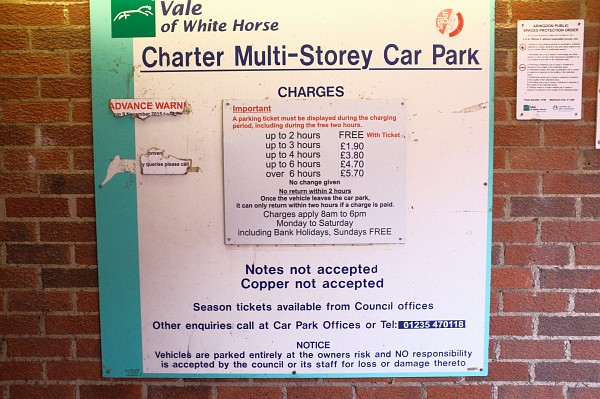 Vale
of White Horse
Charter Multi-Storey Car Park
CHARGES
Important
A parking ticket must be displayed during the charging
period, including during the free two hours.
up to 2 hours FREE With Ticket
up to 3 hours £1.90
up to 4 hours £3.80
up to 6 hours £4.70
over 6 hours £5.70
No change given
No return within 2 hours
Once the vehicle leaves the car park,
it can only return within two hours if a charge is paid.
Charges apply 8am to 6pm
Monday to Saturday
including Bank Holidays, Sundays FREE
ADVANCE WARN
November 2015
y queries please call
Notes not accepted
Copper not accepted
Season tickets available from Council offices
Other enquiries call at Car Park Offices or Tel: 01235 470118
NOTICE
Vehicles are parked entirely at the owners risk and NO responsibility
is accepted by the council or its staff for loss or damage thereto
ABINGDON PUBLIC
SPACES PROTECTION ORDER